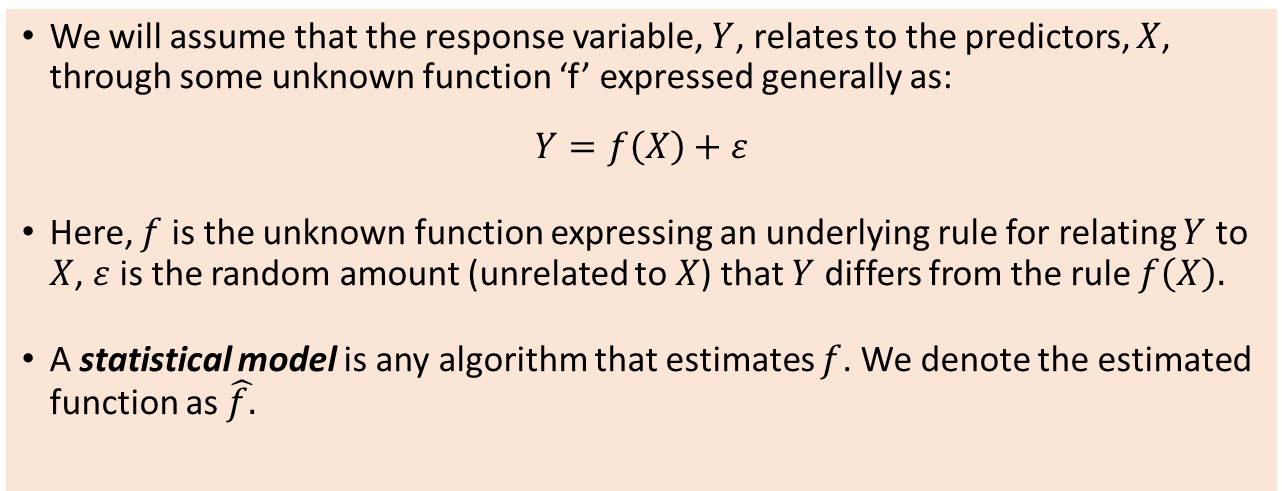 • We will assume that the response variable, Y, relates to the predictors, X,
through some unknown function ‘f’ expressed generally as:
Y = f(X) + ε
• Here, f is the unknown function expressing an underlying rule for relating Y to
X, ε is the random amount (unrelated to X) that Y differs from the rule f(X).
• A statistical model is any algorithm that estimates f. We denote the estimated
function as f̂.